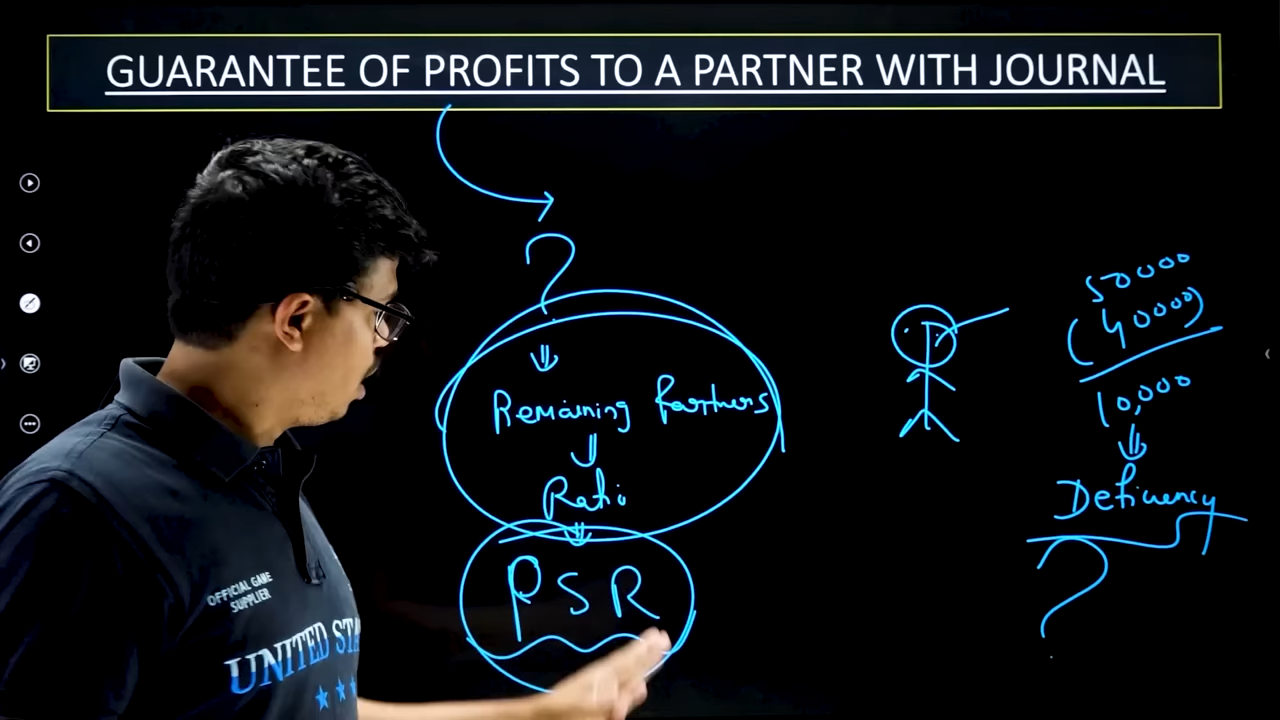 GUARANTEE OF PROFITS TO A PARTNER WITH JOURNAL
?
Remaining Partners
Ratio
PSR
50000
(40000)
10,000
Deficiency
?
OFFICIAL GAME
SUPPLIER
UNITED STA